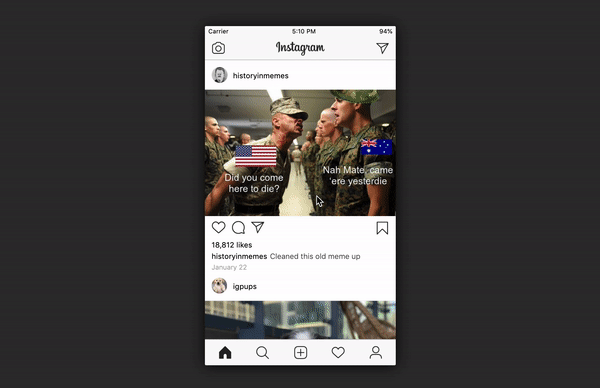 Carrier 5:10 PM 94%
Instagram
historyinmemes
Did you come
here to die?
Nah Mate, came
'ere yesterdie
18,812 likes
historyinmemes Cleaned this old meme up
January 22
igpups